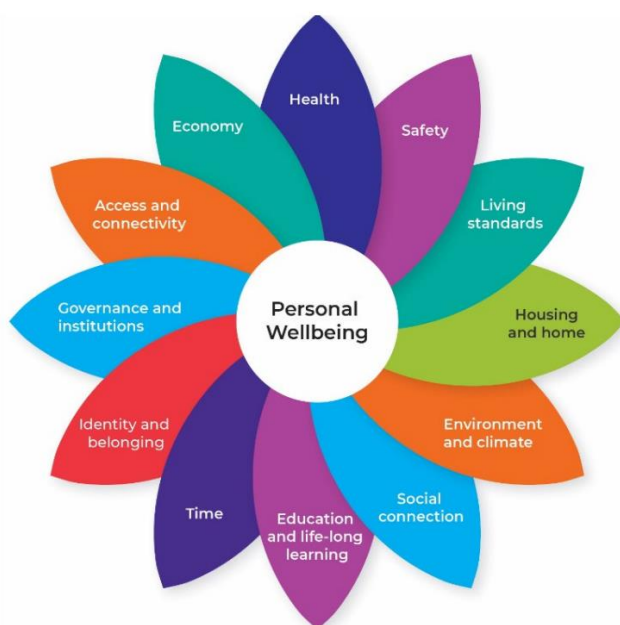 Health
Safety
Living
standards
Housing
and home
Environment
and climate
Social
connection
Education
and life-long
learning
Time
Identity and
belonging
Governance and
institutions
Access and
connectivity
Economy
Personal
Wellbeing